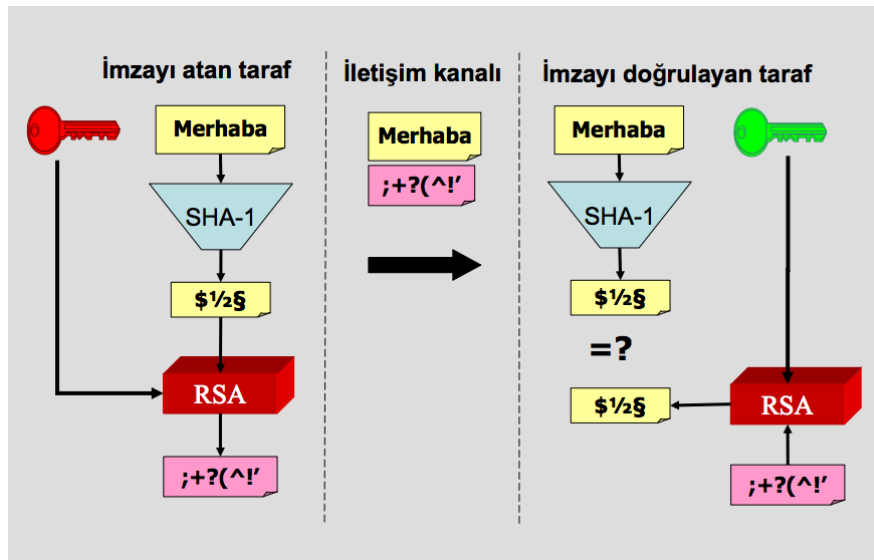 İmzayı atan taraf
Merhaba
SHA-1
$½§
RSA
;+?(^!’
İletişim kanalı
Merhaba
;+?(^!’
İmzayı doğrulayan taraf
Merhaba
SHA-1
$½§
=?
$½§
RSA
;+?(^!’